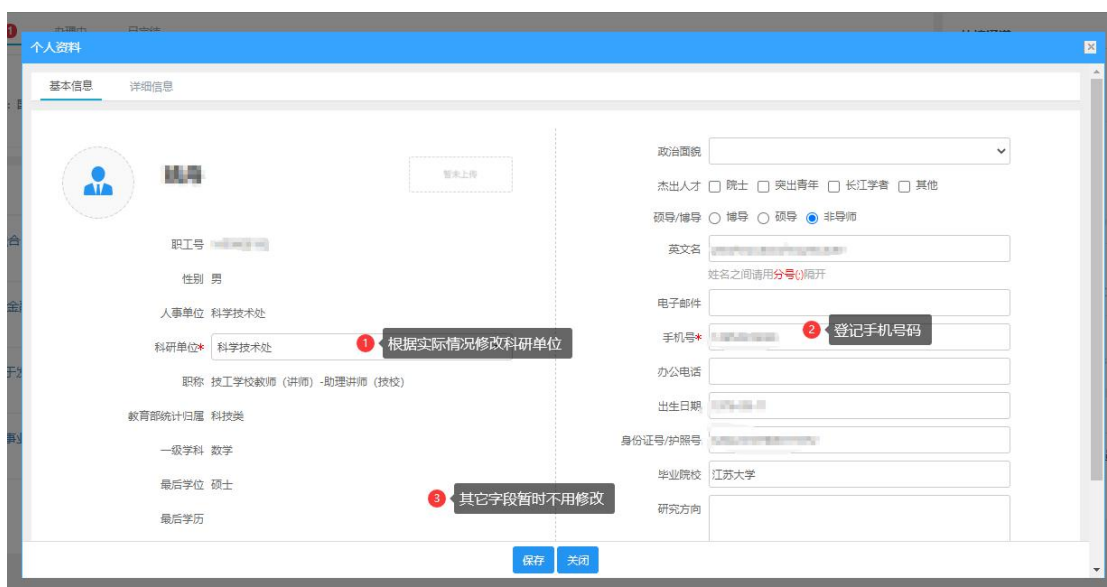 办理中
个人资料
基本信息 详细信息
暂未上传
职工号
性别 男
人事单位 科学技术处
科研单位* 科学技术处
1 根据实际情况修改科研单位
职称 技工学校教师（讲师）-助理讲师（技校）
教育部统计归属 科技类
一级学科 数学
最后学位 硕士
最后学历
3 其它字段暂时不用修改
政治面貌
杰出人才 院士 突出青年 长江学者 其他
硕导/博导 博导 硕导 非导师
英文名
姓名之间请用分号(;)隔开
电子邮件
手机号*
2 登记手机号码
办公电话
出生日期
身份证号/护照号
毕业院校 江苏大学
研究方向
保存 关闭